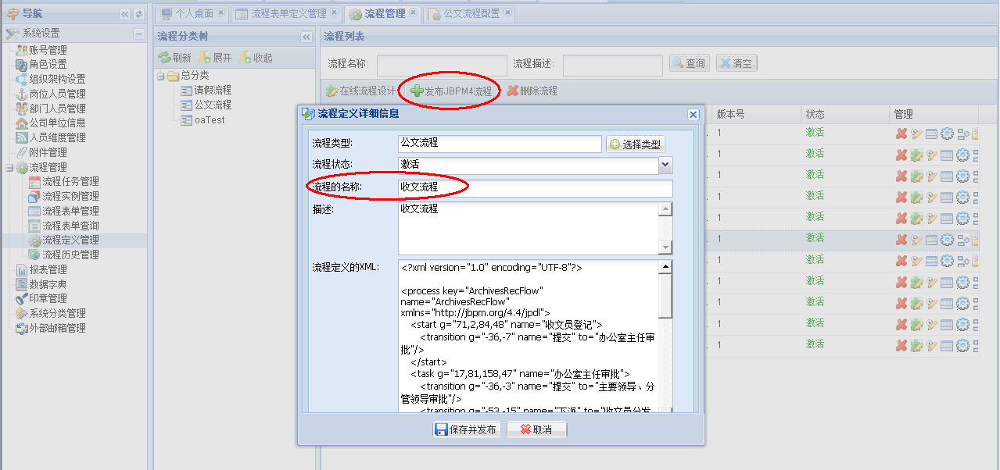 导航
系统设置
账号管理
角色设置
组织架构设置
岗位人员管理
部门人员管理
公司单位信息
人员维度管理
附件管理
流程管理
流程任务管理
流程实例管理
流程表单管理
流程表单查询
流程定义管理
流程历史管理
报表管理
数据字典
印章管理
系统分类管理
外部邮箱管理
个人桌面
流程表单定义管理
流程管理
公文流程配置
流程分类树
刷新 展开 收起
总分类
请假流程
公文流程
oaTest
流程列表
流程名称: 流程描述: 查询 清空
在线流程设计 发布JBPM4流程 删除流程
版本号 状态 管理
1 激活
1 激活
1 激活
1 激活
1 激活
1 激活
1 激活
1 激活
1 激活
1 激活
1 激活
流程定义详细信息
流程类型: 公文流程 选择类型
流程状态: 激活
流程的名称: 收文流程
描述: 收文流程
流程定义的XML: <?xml version="1.0" encoding="UTF-8"?>
<process key="ArchivesRecFlow"
name="ArchivesRecFlow"
xmlns="http://jbpm.org/4.4/jpdl">
<start g="71,2,84,48" name="收文员登记">
<transition g="-36,-7" name="提交" to="办公室主任审
批"/>
</start>
<task g="17,81,158,47" name="办公室主任审批">
<transition g="-36,-3" name="提交" to="主要领导、分
管领导审批"/>
<transition g="-53,-15" name="下派" to="收文员分发
保存并发布 取消